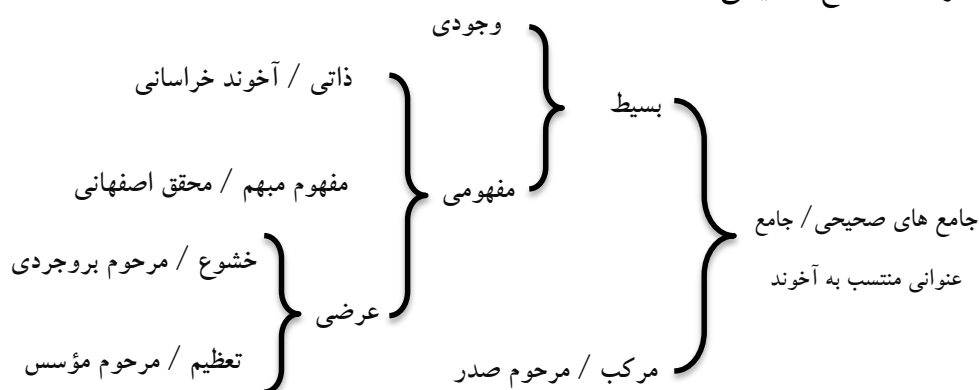 وجودی
ذاتی / آخوند خراسانی
بسیط
مفهوم مبهم / محقق اصفهانی
مفهومی
جامع های صحیحی/ جامع
خشوع / مرحوم بروجردی
عنوانی منتسب به آخوند
عرضی
تعظیم / مرحوم مؤسس
مرکب / مرحوم صدر